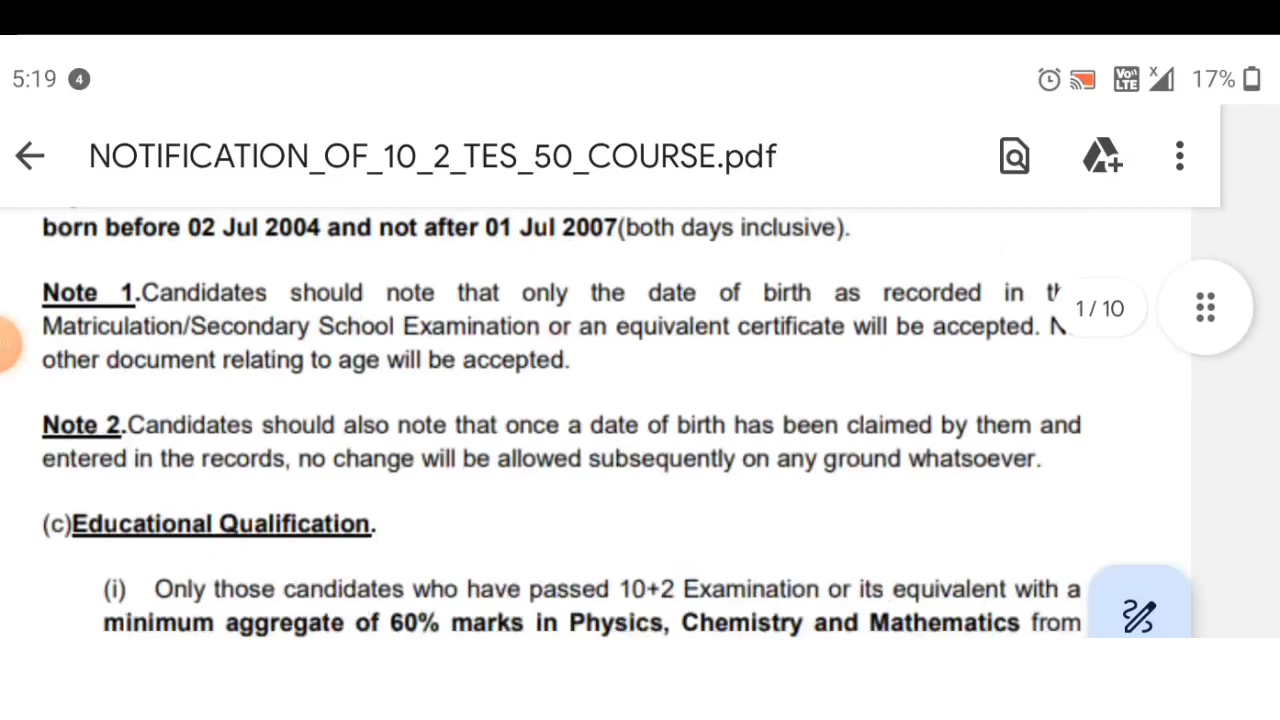 5:19 4 VoLTE X 17%
NOTIFICATION_OF_10_2_TES_50_COURSE.pdf
born before 02 Jul 2004 and not after 01 Jul 2007(both days inclusive).
Note 1.Candidates should note that only the date of birth as recorded in
1/10
Matriculation/Secondary School Examination or an equivalent certificate will be accepted.
other document relating to age will be accepted.
Note 2.Candidates should also note that once a date of birth has been claimed by them and
entered in the records, no change will be allowed subsequently on any ground whatsoever.
(c)Educational Qualification.
(i) Only those candidates who have passed 10+2 Examination or its equivalent with a
minimum aggregate of 60% marks in Physics, Chemistry and Mathematics from